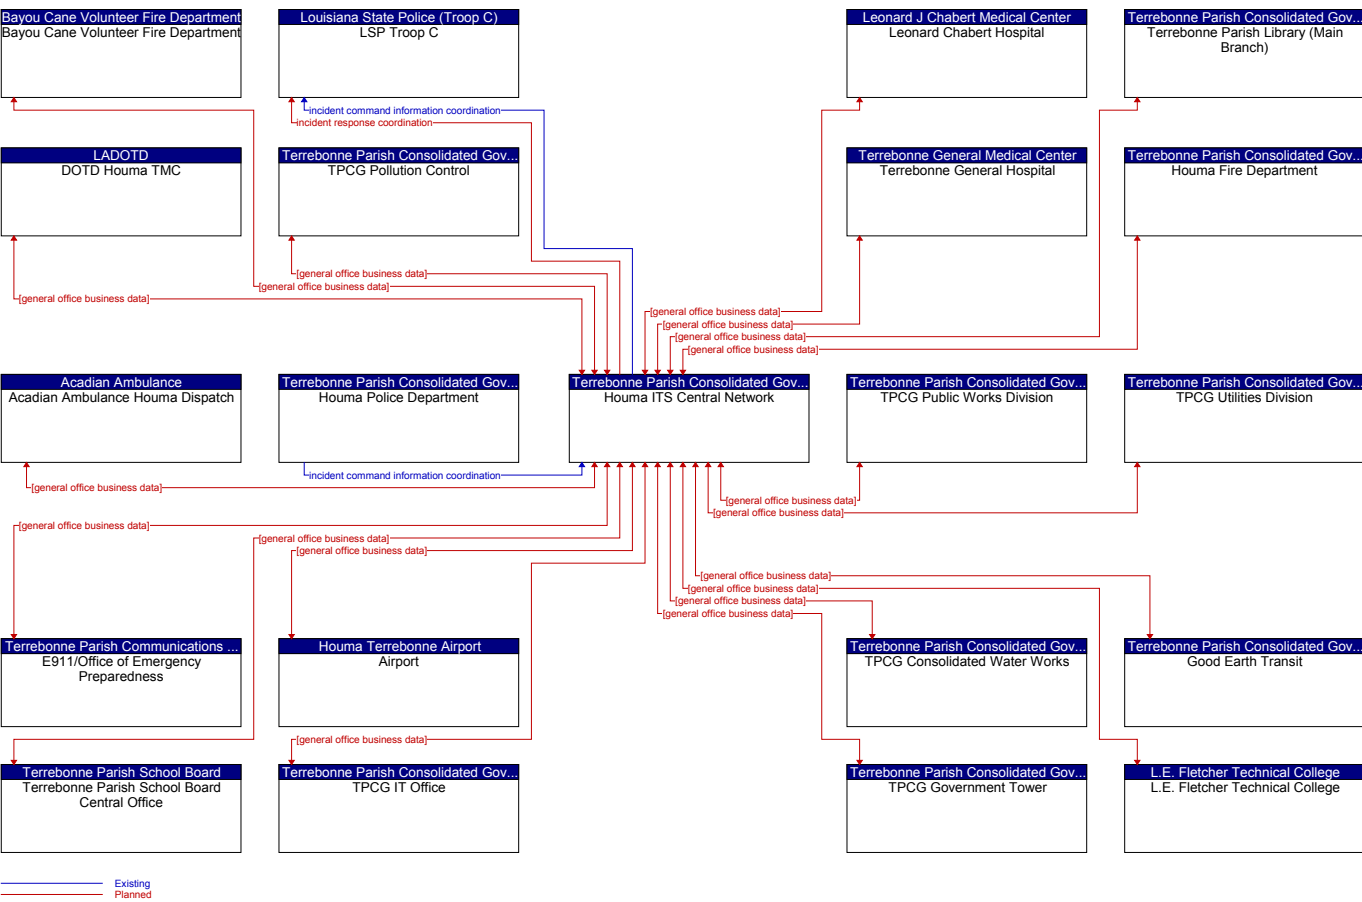 Bayou Cane Volunteer Fire Department
Bayou Cane Volunteer Fire Department
Louisiana State Police (Troop C)
LSP Troop C
Leonard J Chabert Medical Center
Leonard Chabert Hospital
Terrebonne Parish Consolidated Gov...
Terrebonne Parish Library (Main
Branch)
incident command information coordination
incident response coordination
LADOTD
DOTD Houma TMC
Terrebonne Parish Consolidated Gov...
TPCG Pollution Control
Terrebonne General Medical Center
Terrebonne General Hospital
Terrebonne Parish Consolidated Gov...
Houma Fire Department
[general office business data]
[general office business data]
[general office business data]
[general office business data]
[general office business data]
[general office business data]
[general office business data]
Acadian Ambulance
Acadian Ambulance Houma Dispatch
Terrebonne Parish Consolidated Gov...
Houma Police Department
Terrebonne Parish Consolidated Gov...
Houma ITS Central Network
Terrebonne Parish Consolidated Gov...
TPCG Public Works Division
Terrebonne Parish Consolidated Gov...
TPCG Utilities Division
incident command information coordination
[general office business data]
[general office business data]
[general office business data]
[general office business data]
[general office business data]
[general office business data]
[general office business data]
[general office business data]
[general office business data]
[general office business data]
Terrebonne Parish Communications ...
E911/Office of Emergency
Preparedness
Houma Terrebonne Airport
Airport
Terrebonne Parish Consolidated Gov...
TPCG Consolidated Water Works
Terrebonne Parish Consolidated Gov...
Good Earth Transit
[general office business data]
Terrebonne Parish School Board
Terrebonne Parish School Board
Central Office
Terrebonne Parish Consolidated Gov...
TPCG IT Office
Terrebonne Parish Consolidated Gov...
TPCG Government Tower
L.E. Fletcher Technical College
L.E. Fletcher Technical College
Existing
Planned